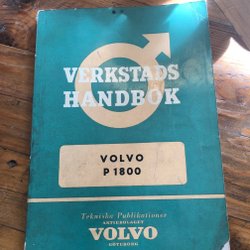 VERKSTADS
HANDBOK
VOLVO
P 1800
Tekniska Publikationer
AKTIEBOLAGET
VOLVO
GÖTEBORG